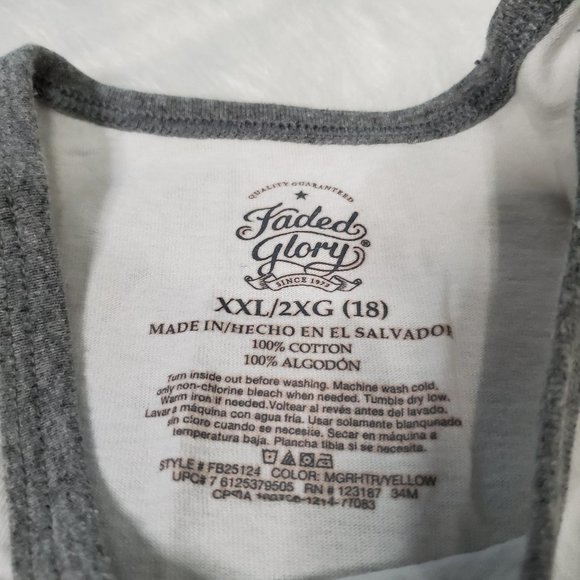 QUALITY GUARANTEED
Faded
Glory®
SINCE 1972
XXL/2XG (18)
MADE IN/HECHO EN EL SALVADOR
100% COTTON
100% ALGODÓN
Turn inside out before washing. Machine wash cold,
only non-chlorine bleach when needed. Tumble dry low.
Warm iron if needed.Voltear al revés antes del lavado.
Lavar a máquina con agua fría. Usar solamente blanqueador
sin cloro cuando se necesite. Secar en máquina a
temperatura baja. Plancha tibia si se necesita.
STYLE # FB25124 COLOR: MGRHTR/YELLOW
UPC# 7 6125379505 RN # 123187 34M